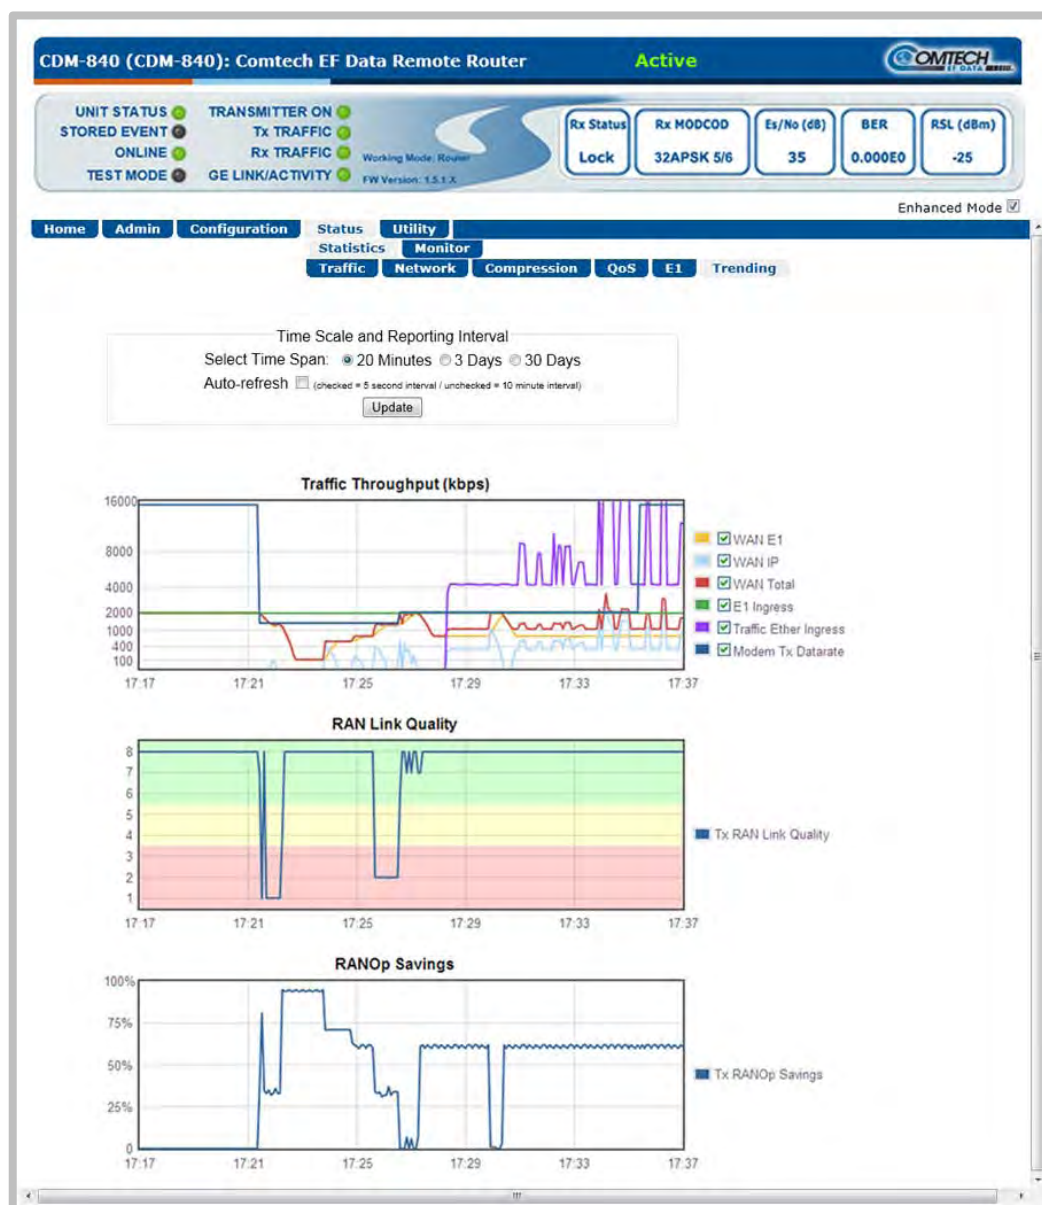 CDM-840 (CDM-840): Comtech EF Data Remote Router Active COMTECH
EF DATA
UNIT STATUS TRANSMITTER ON
STORED EVENT Tx TRAFFIC
ONLINE Rx TRAFFIC Working Mode: Router
TEST MODE GE LINK/ACTIVITY FW Version: 1.5.1.X
Rx Status Rx MODCOD Es/No (dB) BER RSL (dBm)
Lock 32APSK 5/6 35 0.000E0 -25
Enhanced Mode
Home Admin Configuration Status Utility
Statistics Monitor
Traffic Network Compression QoS E1 Trending
Time Scale and Reporting Interval
Select Time Span: 20 Minutes 3 Days 30 Days
Auto-refresh (checked = 5 second interval / unchecked = 10 minute interval)
Update
Traffic Throughput (kbps)
16000
8000
4000
2000
1000
400
100
17:17 17:21 17:25 17:29 17:33 17:37
WAN E1
WAN IP
WAN Total
E1 Ingress
Traffic Ether Ingress
Modem Tx Datarate
RAN Link Quality
8
7
6
5
4
3
2
1
17:17 17:21 17:25 17:29 17:33 17:37
Tx RAN Link Quality
RANOp Savings
100%
75%
50%
25%
0
17:17 17:21 17:25 17:29 17:33 17:37
Tx RANOp Savings